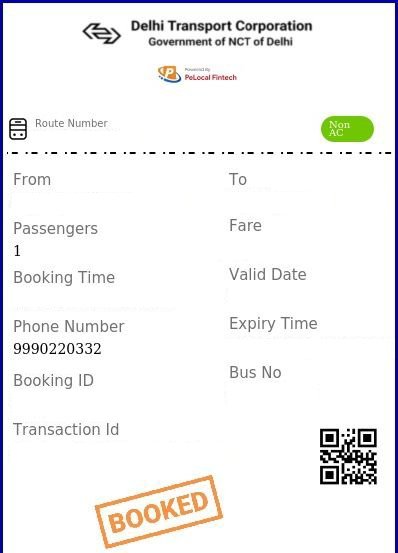 Delhi Transport Corporation
Government of NCT of Delhi
Powered By
PeLocal Fintech
Route Number
Non
AC
From
To
Passengers
Fare
1
Booking Time
Valid Date
Phone Number
Expiry Time
9990220332
Booking ID
Bus No
Transaction Id
BOOKED